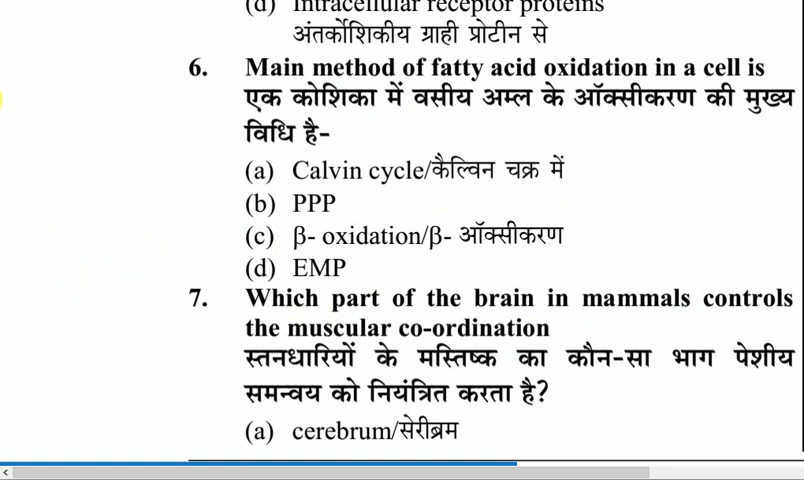 (d) Intracellular receptor proteins
अंतर्कोशिकीय ग्राही प्रोटीन से
6. Main method of fatty acid oxidation in a cell is
एक कोशिका में वसीय अम्ल के ऑक्सीकरण की मुख्य
विधि है-
(a) Calvin cycle/कैल्विन चक्र में
(b) PPP
(c) β- oxidation/β- ऑक्सीकरण
(d) EMP
7. Which part of the brain in mammals controls
the muscular co-ordination
स्तनधारियों के मस्तिष्क का कौन-सा भाग पेशीय
समन्वय को नियंत्रित करता है?
(a) cerebrum/सेरीब्रम